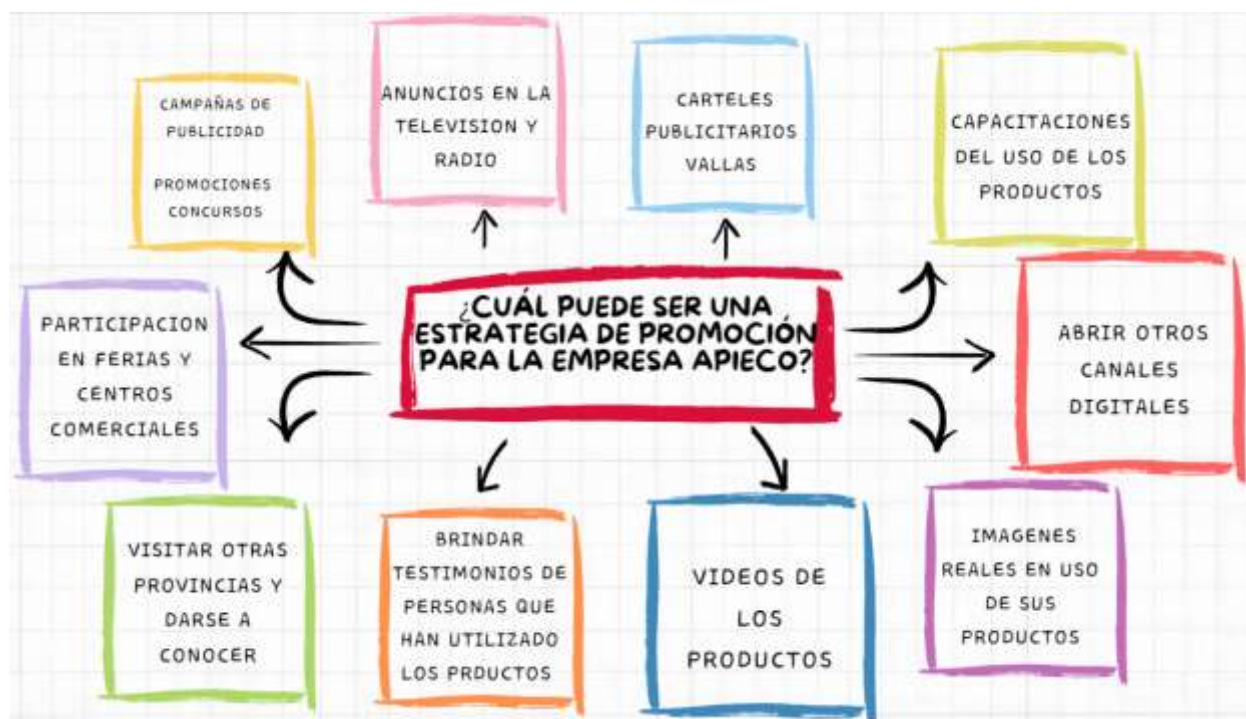 CAMPAÑAS DE
PUBLICIDAD
PROMOCIONES
CONCURSOS
ANUNCIOS EN LA
TELEVISION Y
RADIO
CARTELES
PUBLICITARIOS
VALLAS
CAPACITACIONES
DEL USO DE LOS
PRODUCTOS
PARTICIPACION
EN FERIAS Y
CENTROS
COMERCIALES
¿CUÁL PUEDE SER UNA
ESTRATEGIA DE PROMOCIÓN
PARA LA EMPRESA APIECO?
ABRIR OTROS
CANALES
DIGITALES
VISITAR OTRAS
PROVINCIAS Y
DARSE A
CONOCER
BRINDAR
TESTIMONIOS DE
PERSONAS QUE
HAN UTILIZADO
LOS PRDUCTOS
VIDEOS DE
LOS
PRODUCTOS
IMAGENES
REALES EN USO
DE SUS
PRODUCTOS